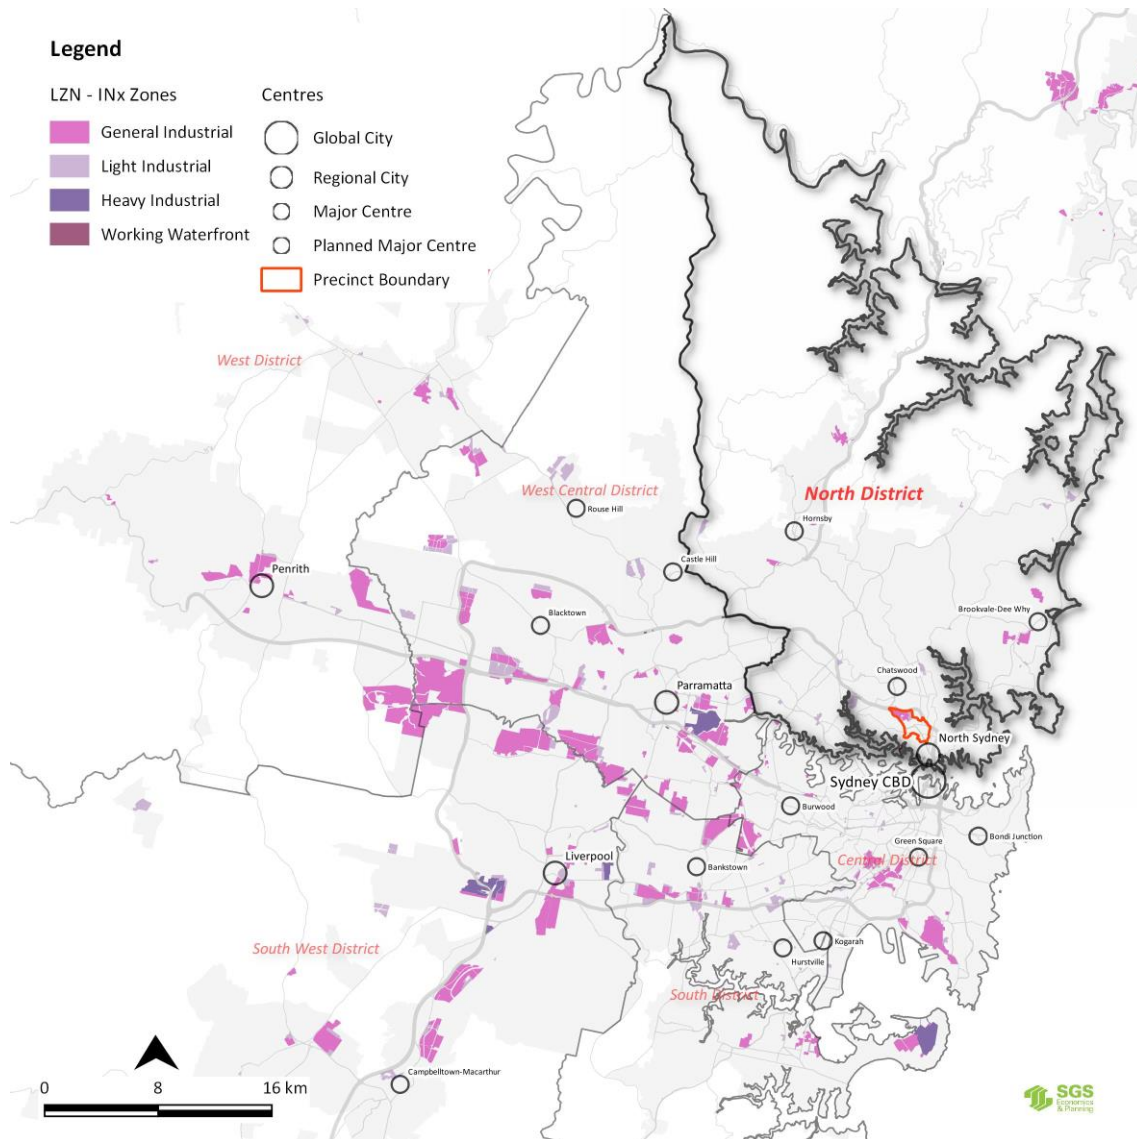 Legend
LZN - INx Zones
General Industrial
Light Industrial
Heavy Industrial
Working Waterfront
Centres
Global City
Regional City
Major Centre
Planned Major Centre
Precinct Boundary
West District
West Central District
Rouse Hill
North District
Hornsby
Castle Hill
Penrith
Blacktown
Brookvale-Dee Why
Chatswood
Parramatta
North Sydney
Sydney CBD
Burwood
Bondi Junction
Green Square
Central District
Liverpool
Bankstown
South West District
Kogarah
Hurstville
South District
Campbelltown-Macarthur
0 8 16 km
SGS
Economics
& Planning